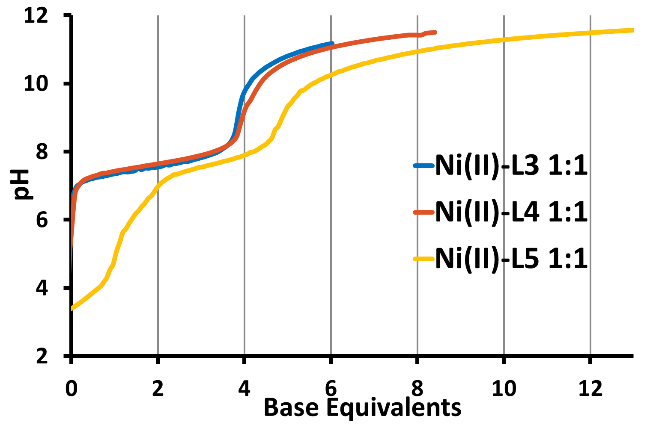 12
10
8
6
4
2
pH
Ni(II)-L3 1:1
Ni(II)-L4 1:1
Ni(II)-L5 1:1
0 2 4 6 8 10 12
Base Equivalents